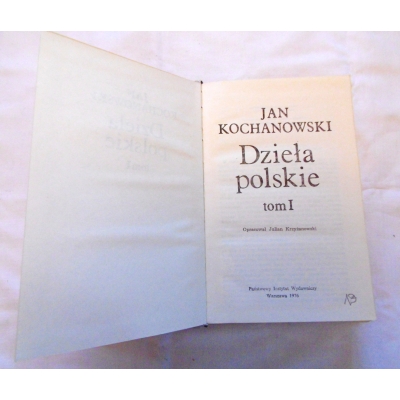 JAN
KOCHANOWSKI
Dzieła
polskie
tom I
Opracował Julian Krzyżanowski
Państwowy Instytut Wydawniczy
Warszawa 1976